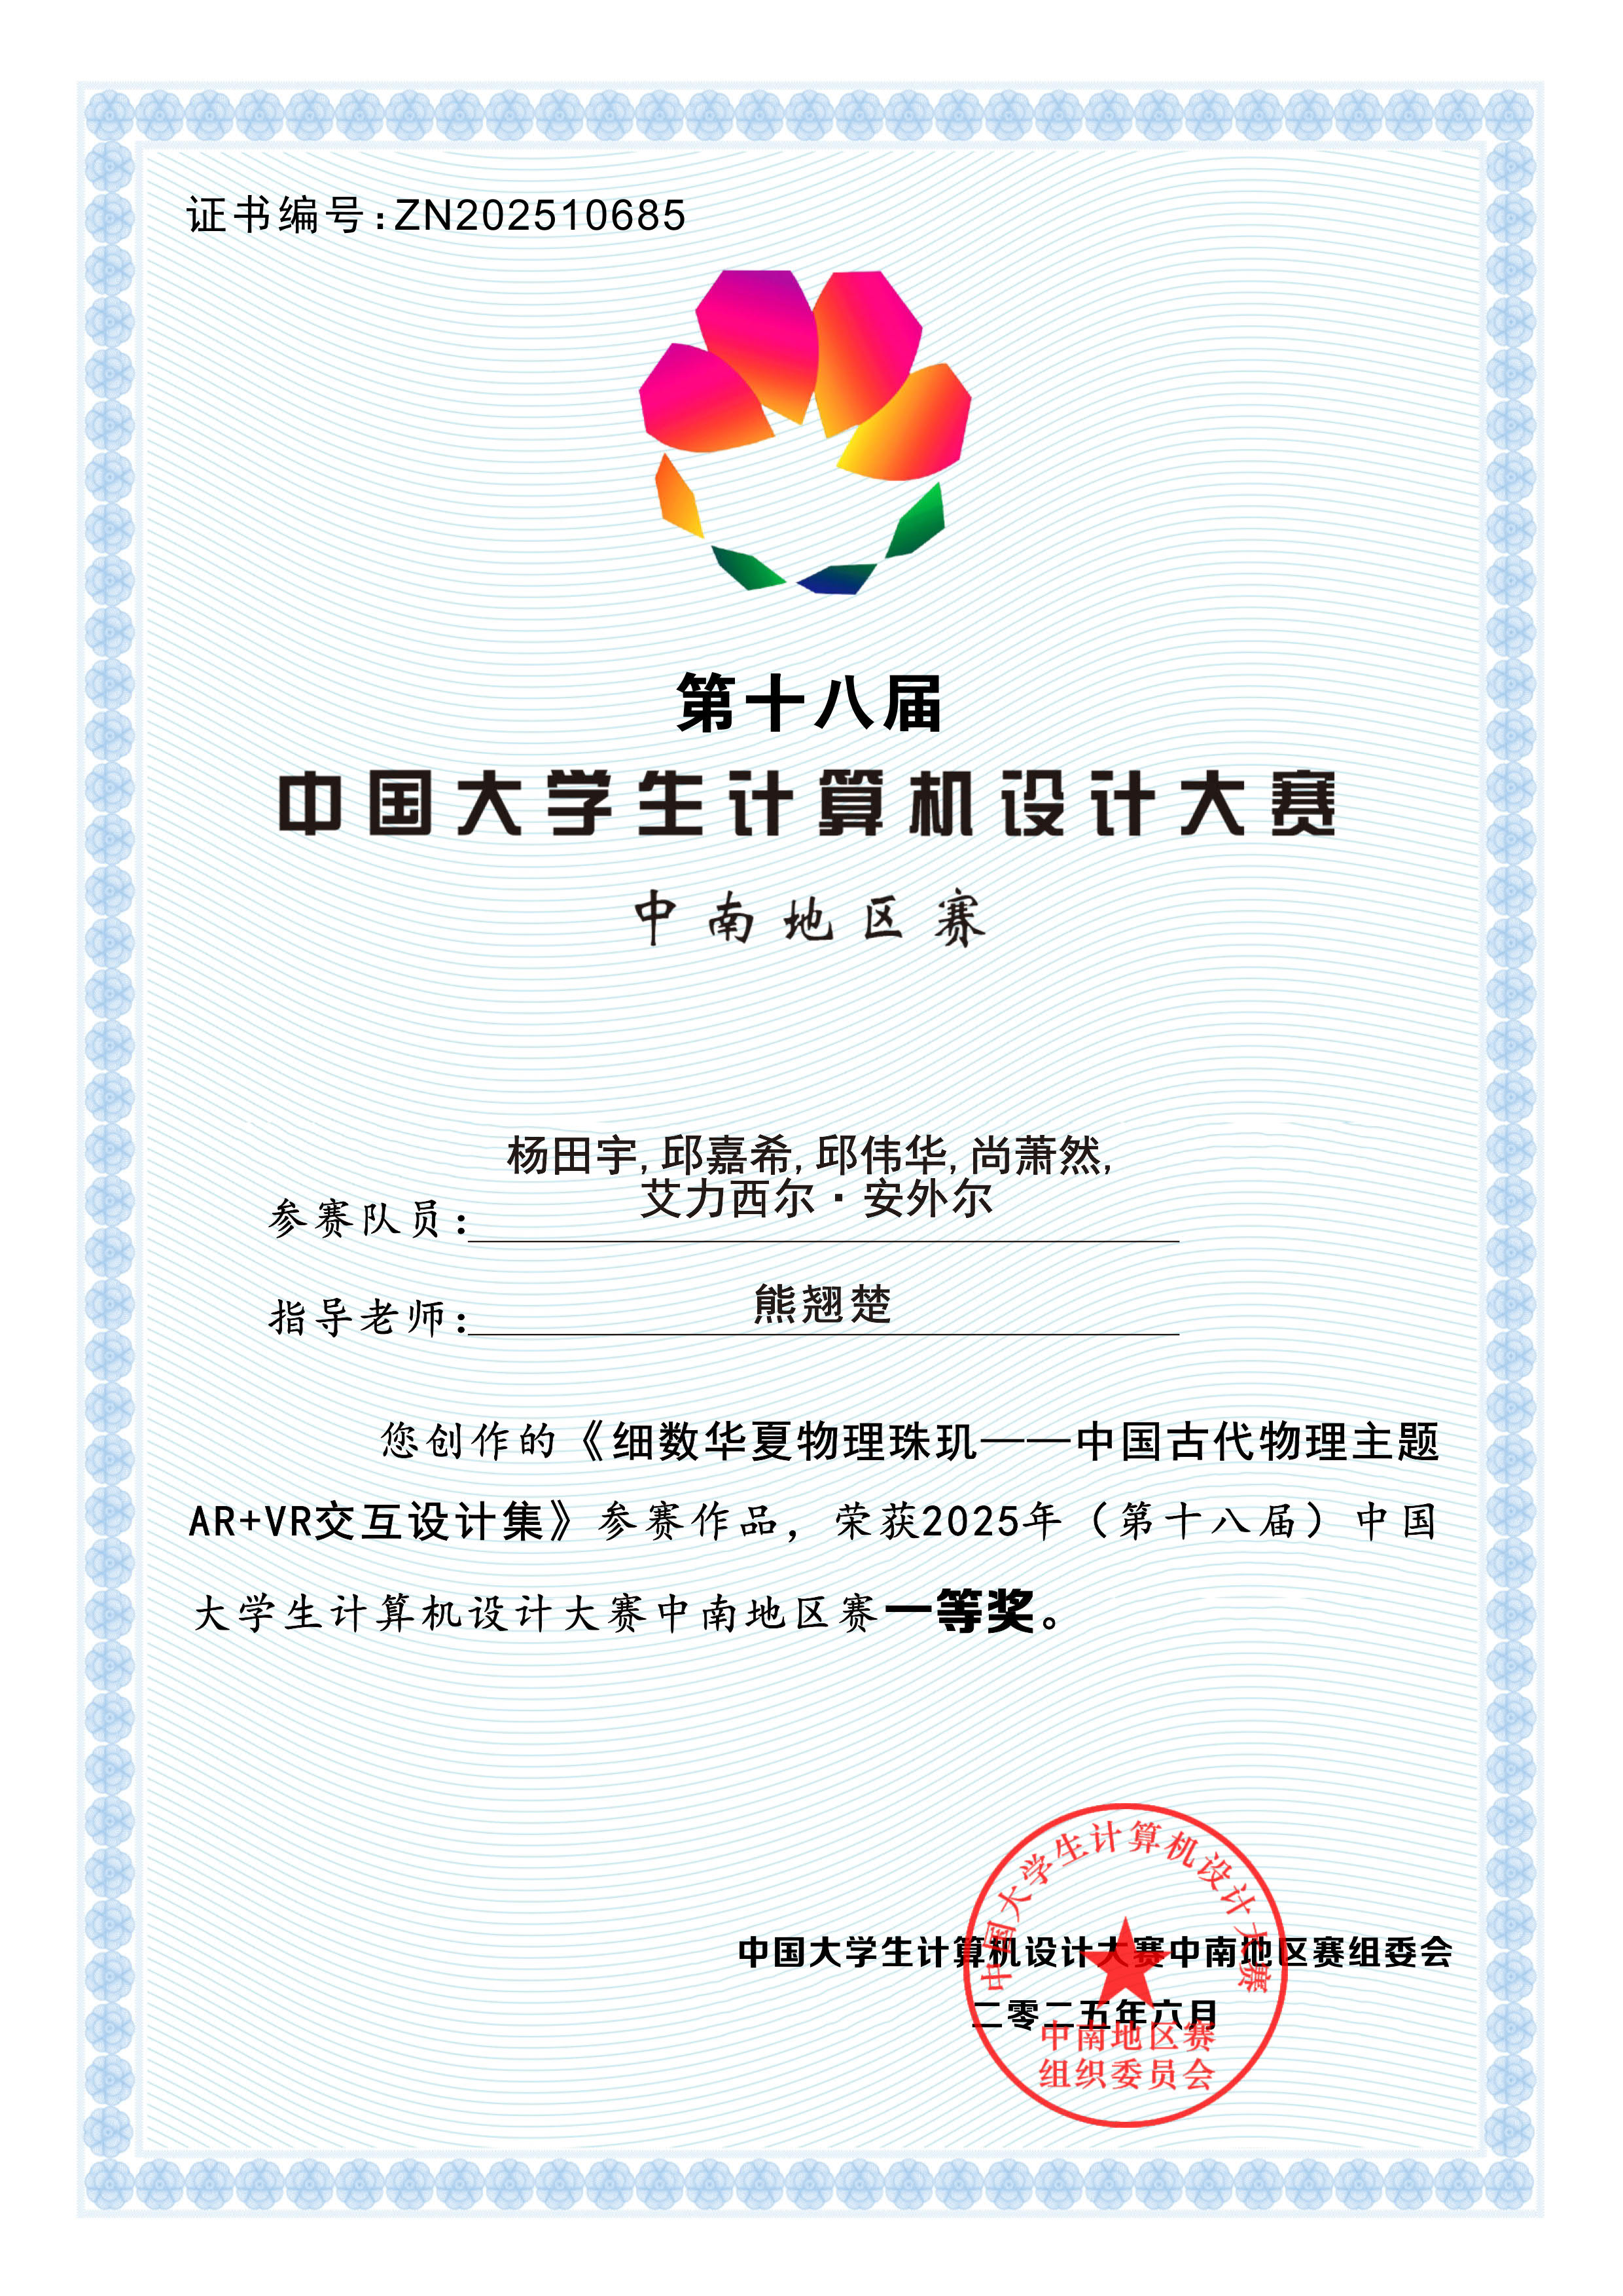 证书编号:ZN202510685
第十八届
中国大学生计算机设计大赛
中南地区赛
杨田宇,邱嘉希,邱伟华,尚萧然,
艾力西尔·安外尔
参赛队员:
熊翘楚
指导老师:
您创作的《细数华夏物理珠玑——中国古代物理主题
AR+VR交互设计集》参赛作品，荣获2025年（第十八届）中国
大学生计算机设计大赛中南地区赛一等奖。
中国大学生计算机设计大赛中南地区赛组委会
二零二五年六月
中国大学生计算机设计大赛
中南地区赛
组织委员会